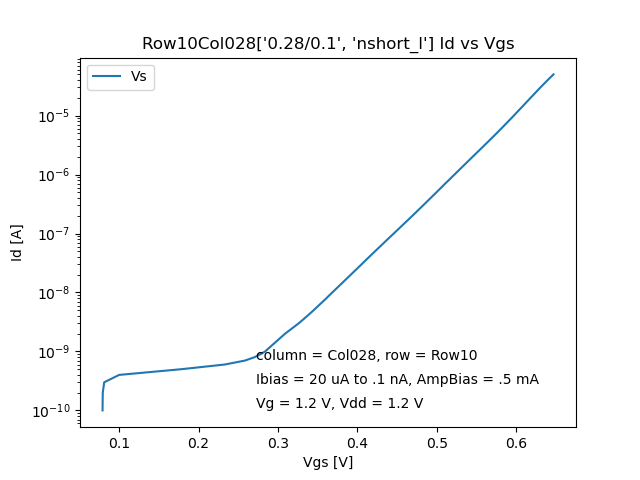 Row10Col028['0.28/0.1', 'nshort_l'] Id vs Vgs
Vs
Id [A]
10⁻⁵
10⁻⁶
10⁻⁷
10⁻⁸
10⁻⁹
10⁻¹⁰
column = Col028, row = Row10
Ibias = 20 uA to .1 nA, AmpBias = .5 mA
Vg = 1.2 V, Vdd = 1.2 V
0.1 0.2 0.3 0.4 0.5 0.6
Vgs [V]